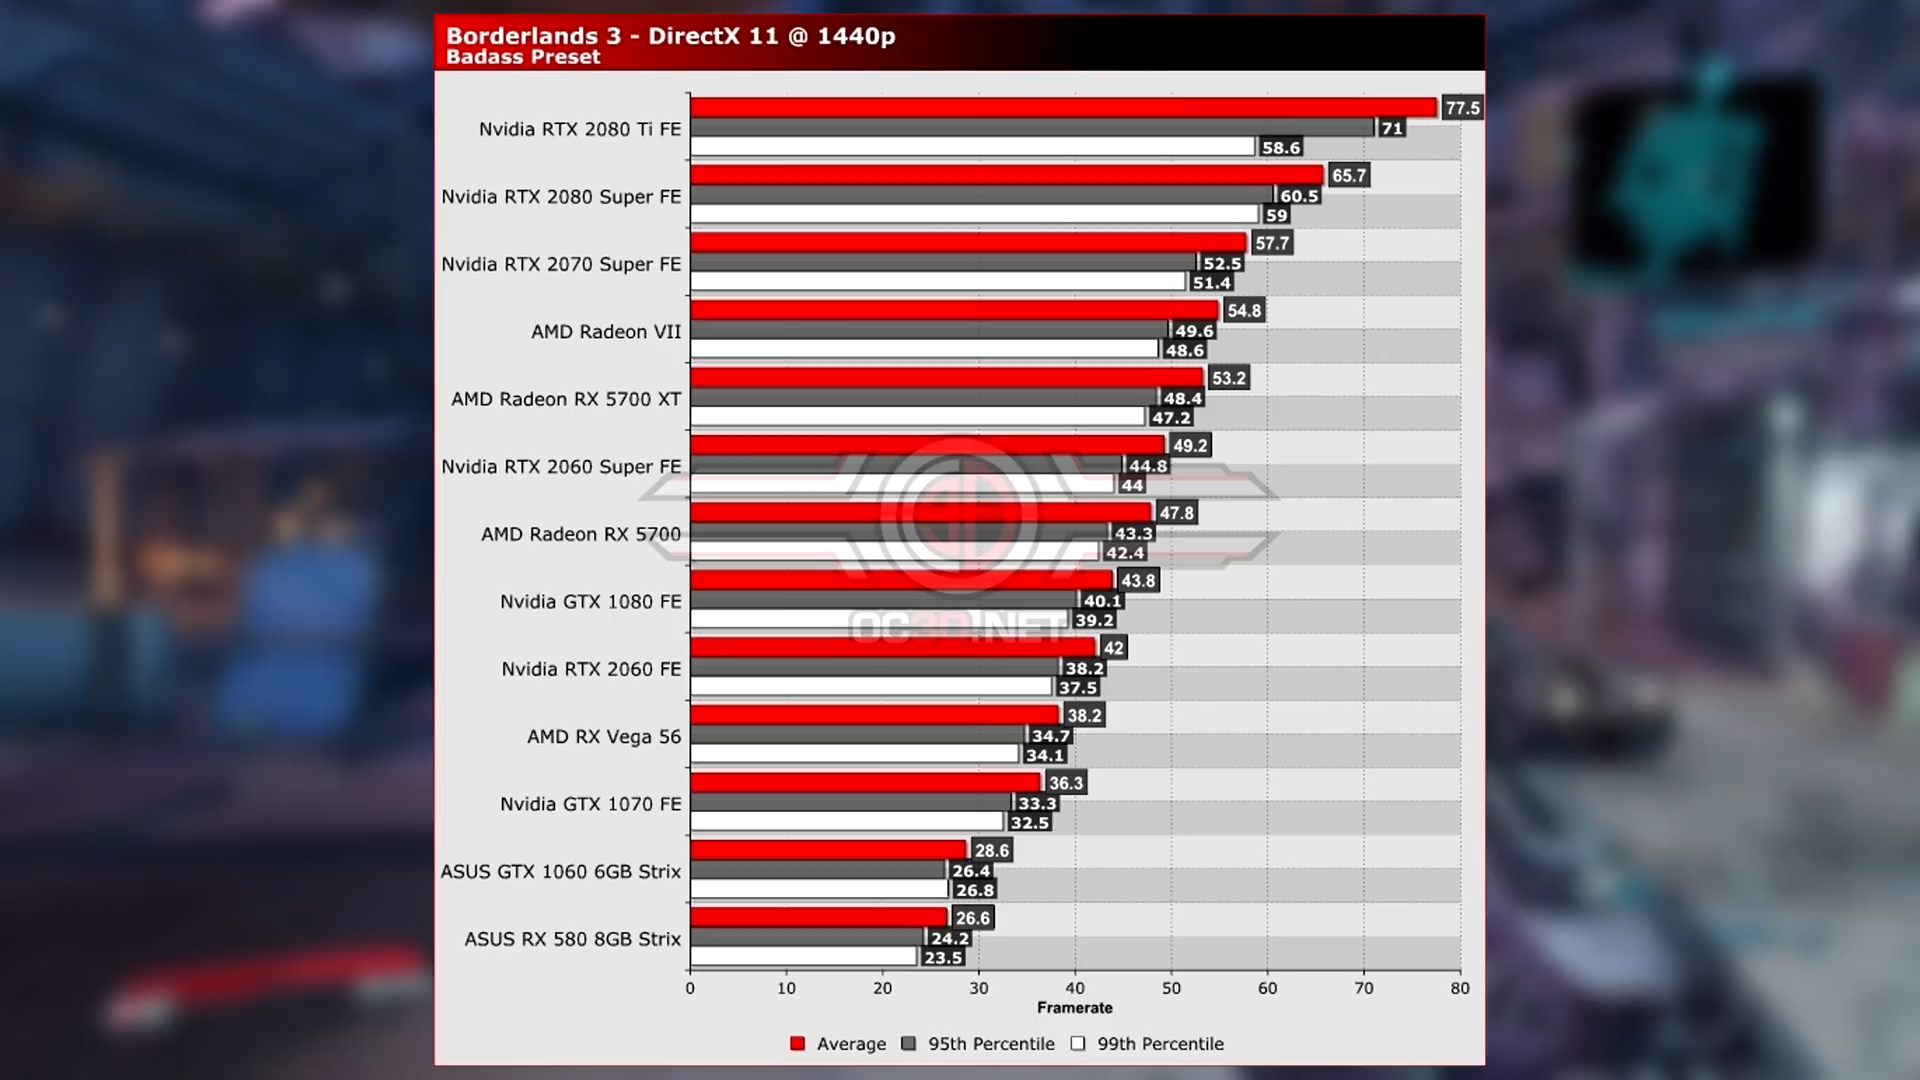 Borderlands 3 - DirectX 11 @ 1440p
Badass Preset
Nvidia RTX 2080 Ti FE
77.5
71
58.6
Nvidia RTX 2080 Super FE
65.7
60.5
59
Nvidia RTX 2070 Super FE
57.7
52.5
51.4
AMD Radeon VII
54.8
49.6
48.6
AMD Radeon RX 5700 XT
53.2
48.4
47.2
Nvidia RTX 2060 Super FE
49.2
44.8
44
AMD Radeon RX 5700
47.8
43.3
42.4
Nvidia GTX 1080 FE
43.8
40.1
39.2
OC3D.NET
Nvidia RTX 2060 FE
42
38.2
37.5
AMD RX Vega 56
38.2
34.7
34.1
Nvidia GTX 1070 FE
36.3
33.3
32.5
ASUS GTX 1060 6GB Strix
28.6
26.4
26.8
ASUS RX 580 8GB Strix
26.6
24.2
23.5
0 10 20 30 40 50 60 70 80
Framerate
Average 95th Percentile 99th Percentile